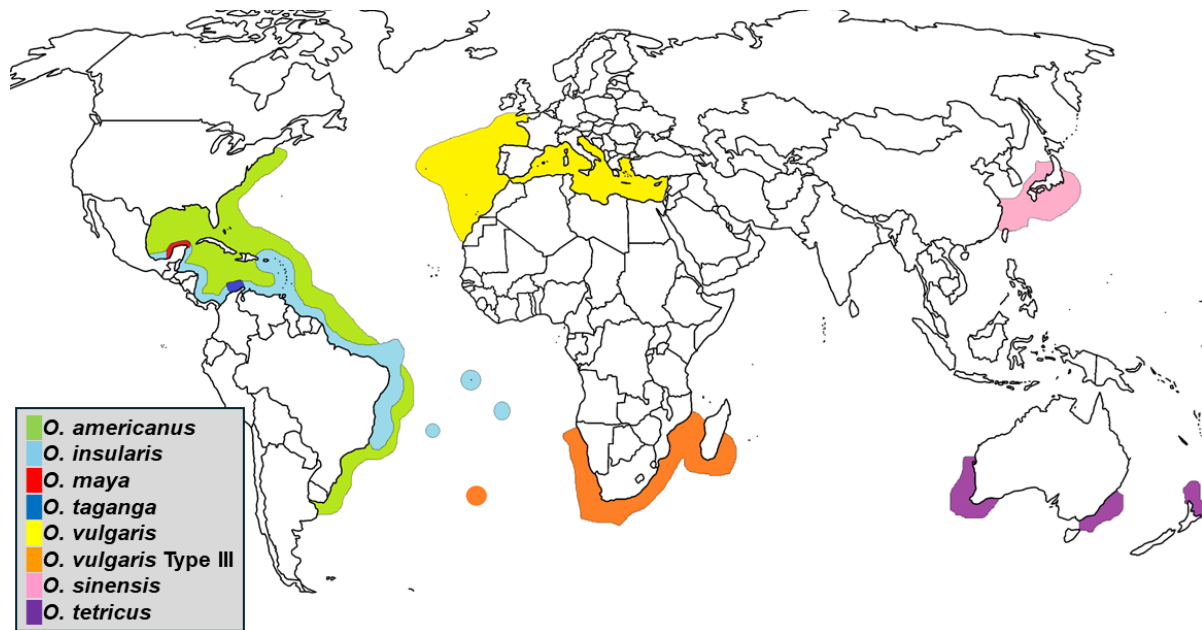 O. americanus
O. insularis
O. maya
O. taganga
O. vulgaris
O. vulgaris Type III
O. sinensis
O. tetricus